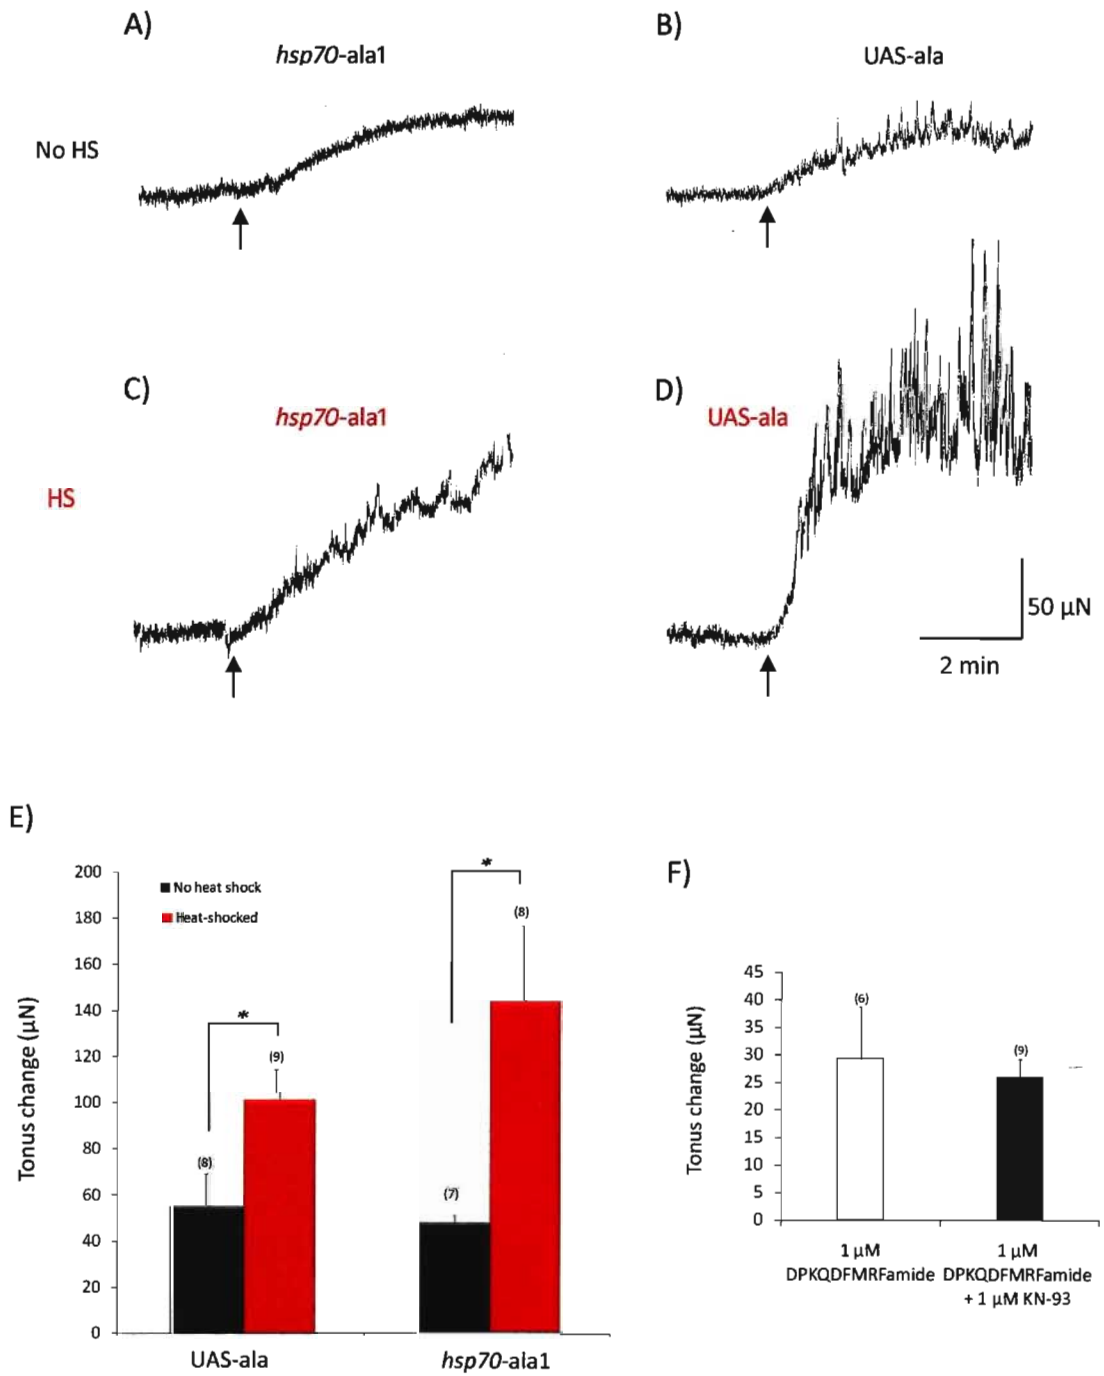 A)
hsp70-ala1
B)
UAS-ala
No HS
C)
hsp70-ala1
D)
UAS-ala
HS
50 µN
2 min
E)
200
180
160
140
120
100
80
60
40
20
0
Tonus change (µN)
No heat shock
Heat-shocked
*
*
(8)
(9)
(7)
(8)
UAS-ala
hsp70-ala1
F)
45
40
35
30
25
20
15
10
5
0
Tonus change (µN)
(6)
(9)
1 µM
DPKQDFMRFamide
1 µM
DPKQDFMRFamide
+ 1 µM KN-93